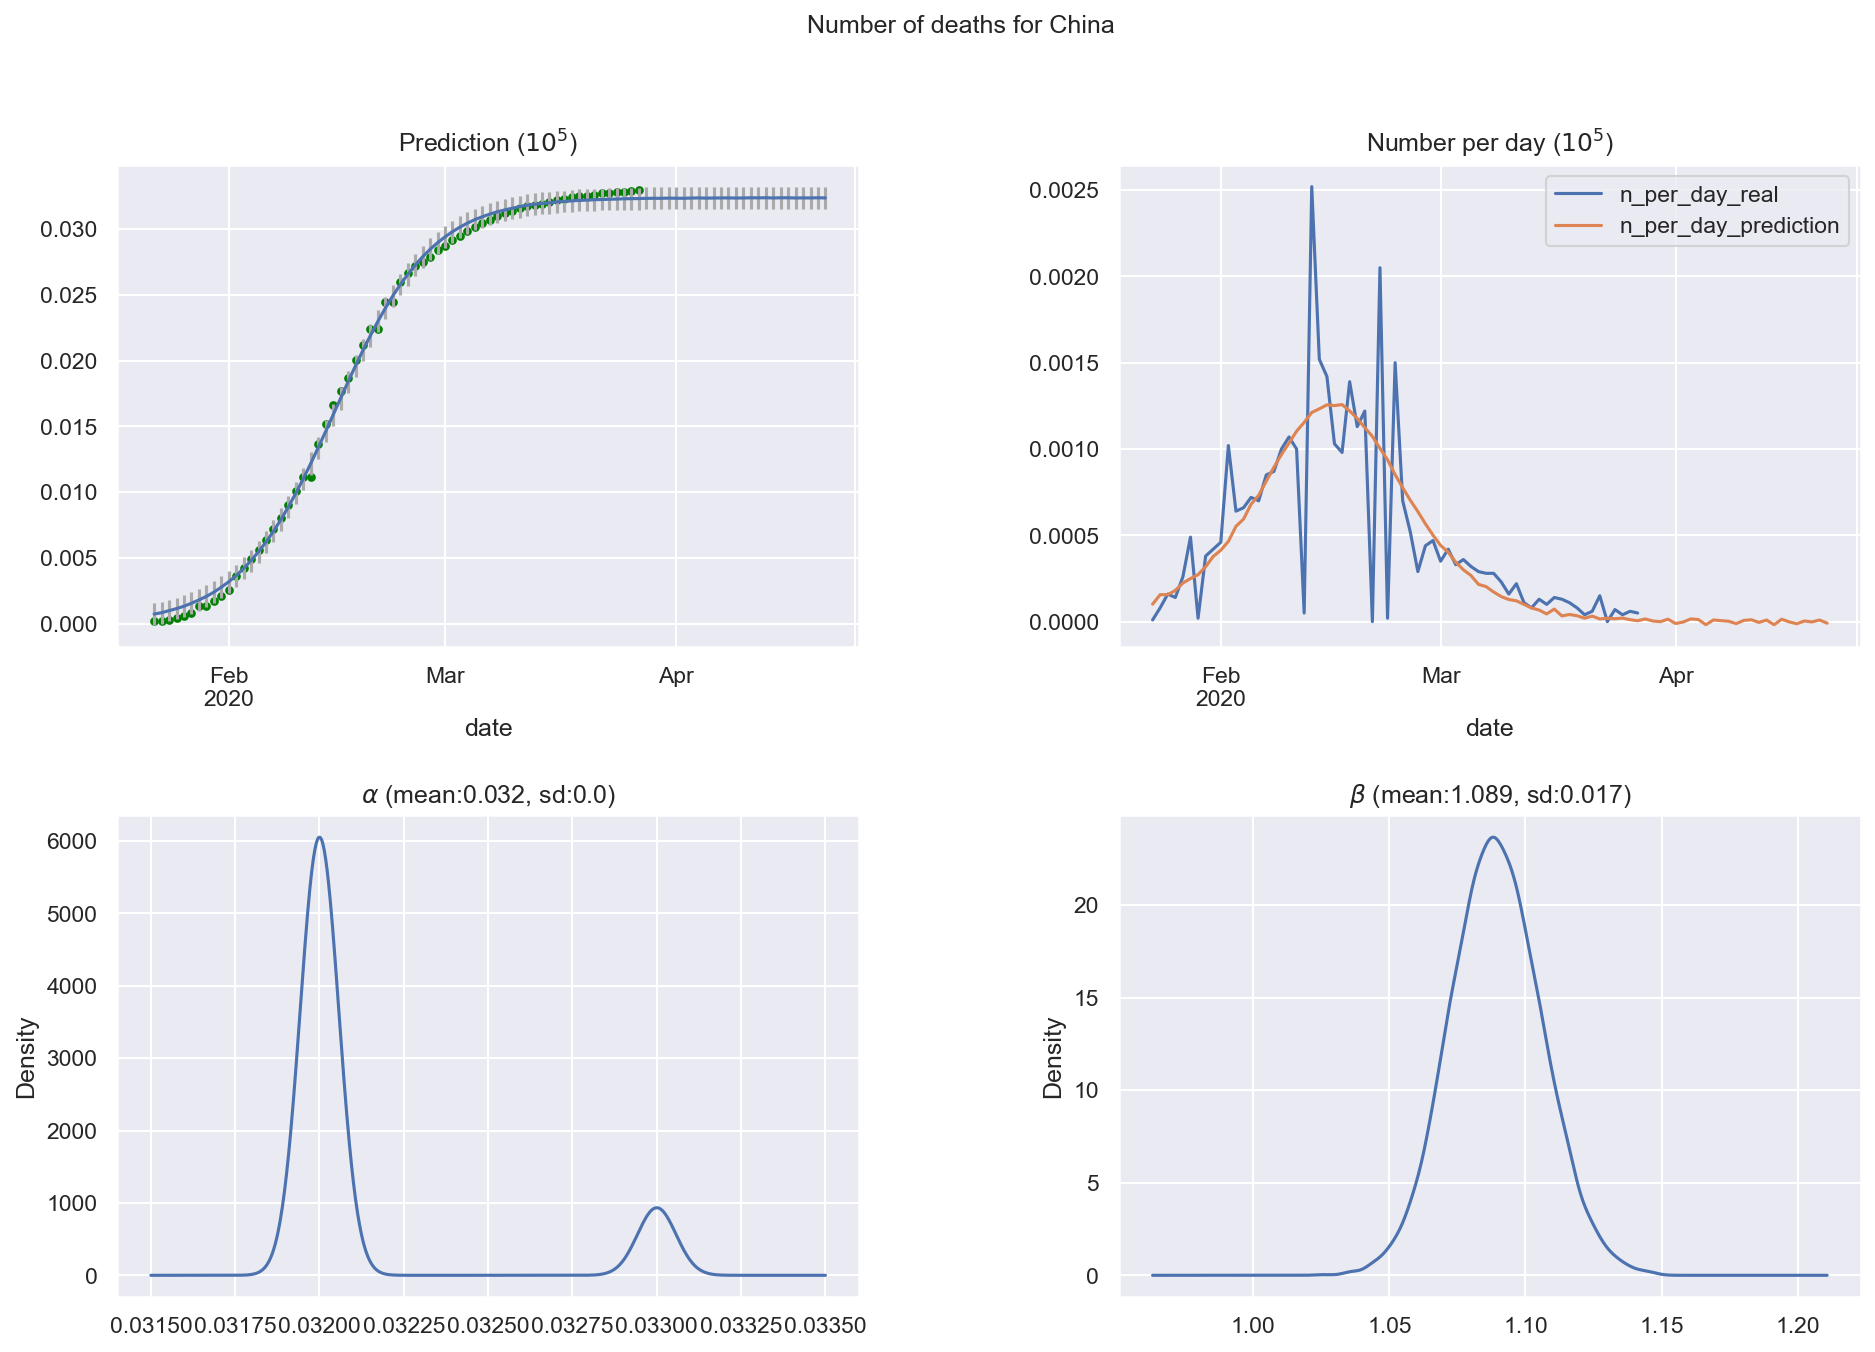 Number of deaths for China
Prediction (10^5)
0.030
0.025
0.020
0.015
0.010
0.005
0.000
Feb
2020
Mar
Apr
date
Number per day (10^5)
n_per_day_real
n_per_day_prediction
0.0025
0.0020
0.0015
0.0010
0.0005
0.0000
Feb
2020
Mar
Apr
date
α (mean:0.032, sd:0.0)
Density
6000
5000
4000
3000
2000
1000
0
0.03150 0.03175 0.03200 0.03225 0.03250 0.03275 0.03300 0.03325 0.03350
β (mean:1.089, sd:0.017)
Density
20
15
10
5
0
1.00 1.05 1.10 1.15 1.20